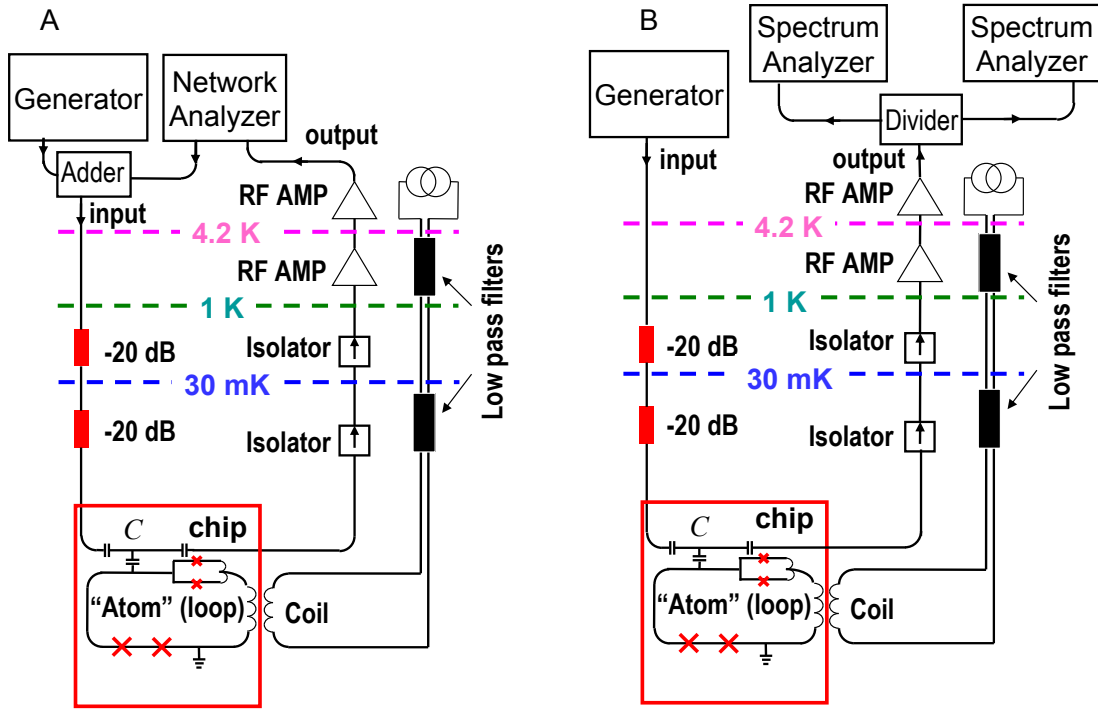 A
Generator
Network
Analyzer
Adder
input
output
RF AMP
4.2 K
RF AMP
1 K
-20 dB
Isolator
30 mK
-20 dB
Isolator
Low pass filters
C
chip
“Atom” (loop)
Coil
B
Generator
Spectrum
Analyzer
Spectrum
Analyzer
Divider
input
output
RF AMP
4.2 K
RF AMP
1 K
-20 dB
Isolator
30 mK
-20 dB
Isolator
Low pass filters
C
chip
“Atom” (loop)
Coil